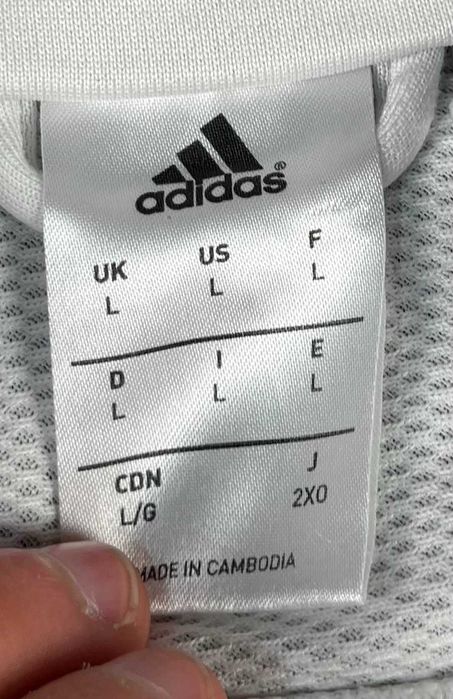 adidas®
UK US F
L L L
D I E
L L L
CDN J
L/G 2XO
MADE IN CAMBODIA